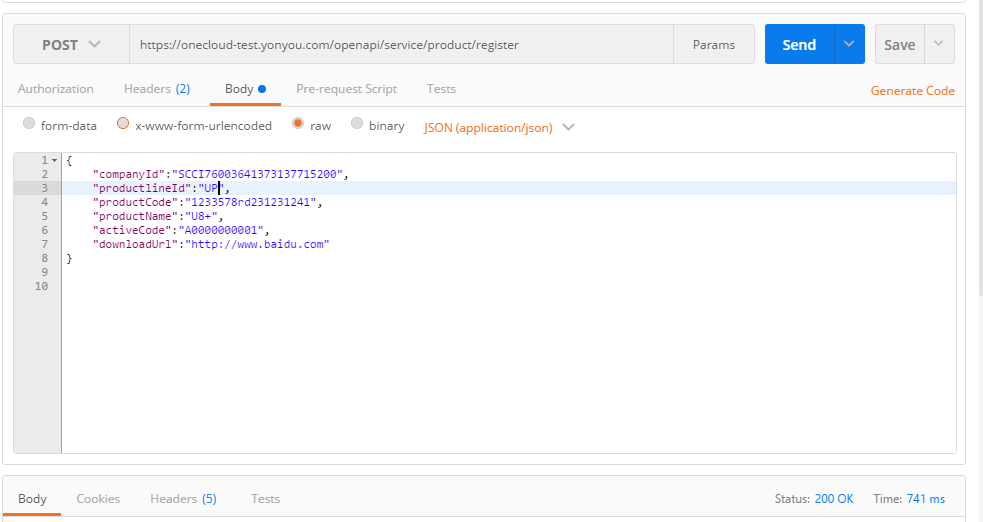 POST https://onecloud-test.yonyou.com/openapi/service/product/register Params Send Save
Authorization Headers (2) Body Pre-request Script Tests Generate Code
form-data x-www-form-urlencoded raw binary JSON (application/json)
1 {
2 "companyId":"SCCI76003641373137715200",
3 "productlineId":"UP",
4 "productCode":"1233578rd231231241",
5 "productName":"U8+",
6 "activeCode":"A0000000001",
7 "downloadUrl":"http://www.baidu.com"
8 }
9
10
Body Cookies Headers (5) Tests Status: 200 OK Time: 741 ms